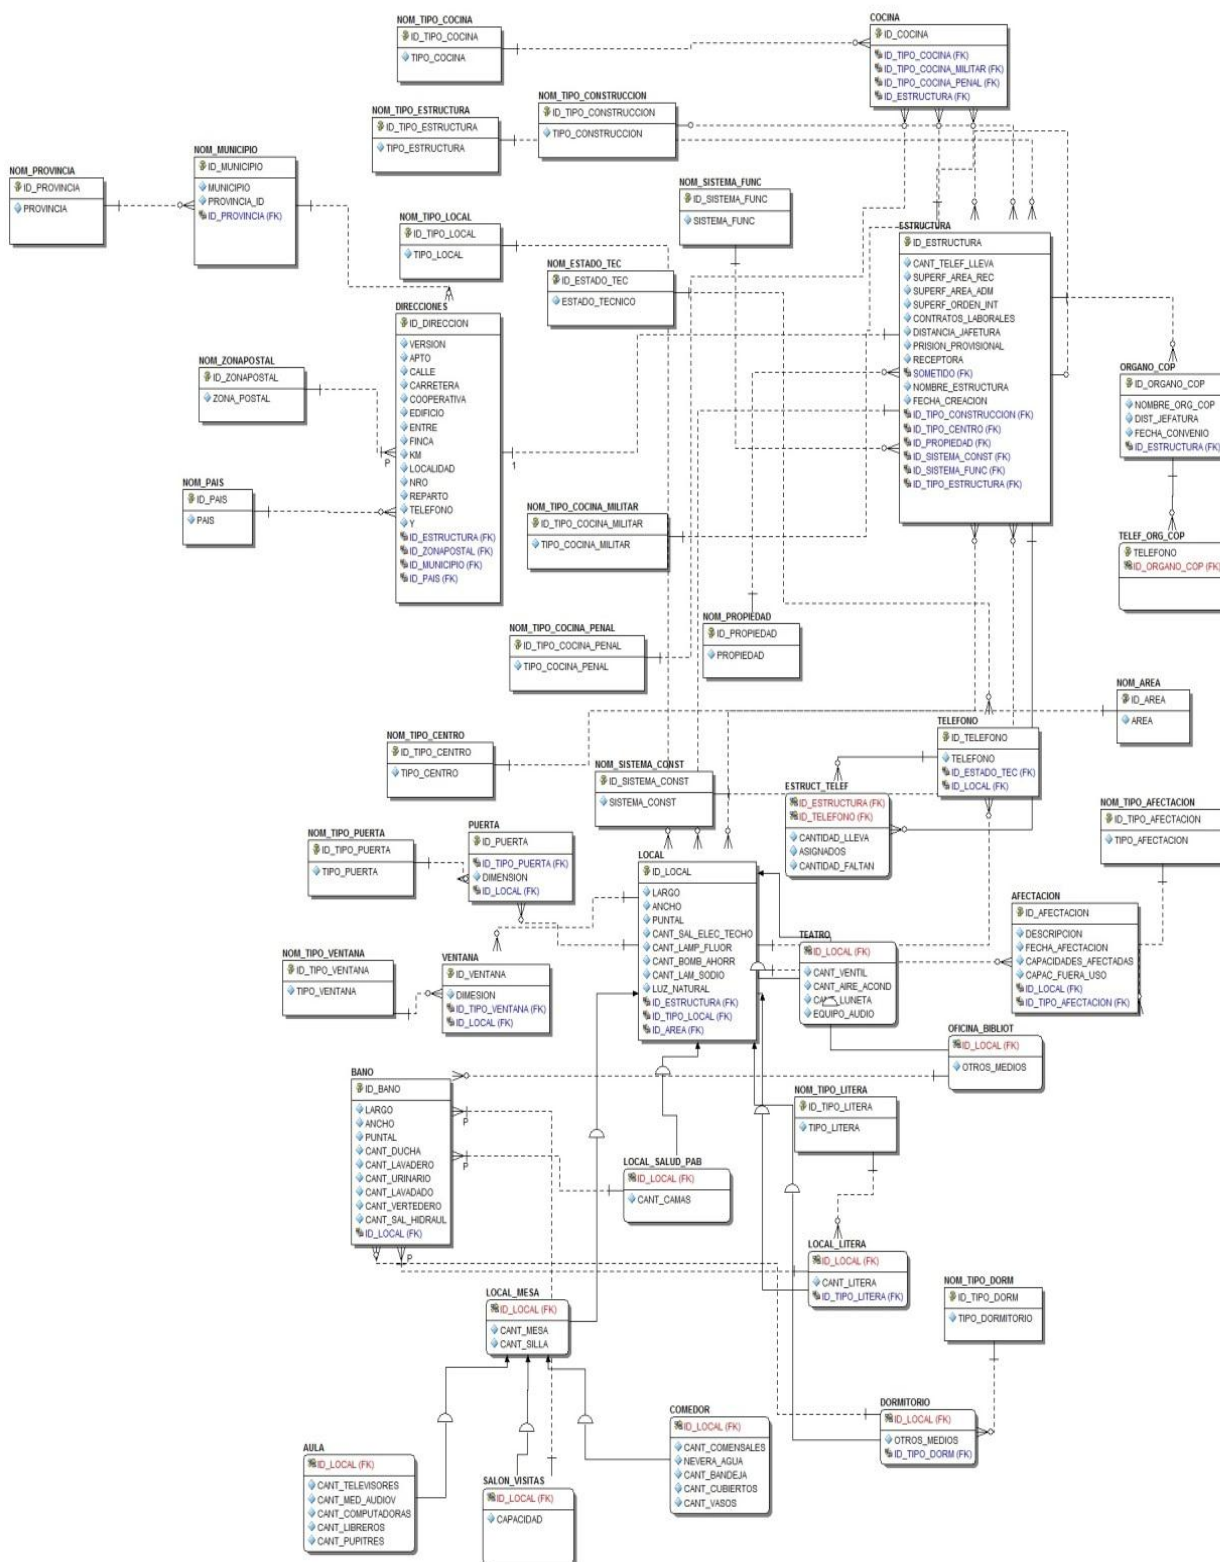 NOM_TIPO_COCINA
ID_TIPO_COCINA
TIPO_COCINA
COCINA
ID_COCINA
ID_TIPO_COCINA (FK)
ID_TIPO_COCINA_MILITAR (FK)
ID_TIPO_COCINA_PENAL (FK)
ID_ESTRUCTURA (FK)
NOM_TIPO_ESTRUCTURA
ID_TIPO_ESTRUCTURA
TIPO_ESTRUCTURA
NOM_TIPO_CONSTRUCCION
ID_TIPO_CONSTRUCCION
TIPO_CONSTRUCCION
NOM_PROVINCIA
ID_PROVINCIA
PROVINCIA
NOM_MUNICIPIO
ID_MUNICIPIO
MUNICIPIO
PROVINCIA_ID
ID_PROVINCIA (FK)
NOM_SISTEMA_FUNC
ID_SISTEMA_FUNC
SISTEMA_FUNC
NOM_TIPO_LOCAL
ID_TIPO_LOCAL
TIPO_LOCAL
NOM_ESTADO_TEC
ID_ESTADO_TEC
ESTADO_TECNICO
ESTRUCTURA
ID_ESTRUCTURA
CANT_TELEF_LLEVA
SUPERF_AREA_REC
SUPERF_AREA_ADM
SUPERF_ORDEN_INT
CONTRATOS_LABORALES
DISTANCIA_JAFETURA
PRISION_PROVISIONAL
RECEPTORA
SOMETIDO (FK)
NOMBRE_ESTRUCTURA
FECHA_CREACION
ID_TIPO_CONSTRUCCION (FK)
ID_TIPO_CENTRO (FK)
ID_PROPIEDAD (FK)
ID_SISTEMA_CONST (FK)
ID_SISTEMA_FUNC (FK)
ID_TIPO_ESTRUCTURA (FK)
DIRECCIONES
ID_DIRECCION
VERSION
APTO
CALLE
CARRETERA
COOPERATIVA
EDIFICIO
ENTRE
FINCA
KM
LOCALIDAD
NRO
REPARTO
TELEFONO
Y
ID_ESTRUCTURA (FK)
ID_ZONAPOSTAL (FK)
ID_MUNICIPIO (FK)
ID_PAIS (FK)
P
1
NOM_ZONAPOSTAL
ID_ZONAPOSTAL
ZONA_POSTAL
NOM_PAIS
ID_PAIS
PAIS
ORGANO_COP
ID_ORGANO_COP
NOMBRE_ORG_COP
DIST_JEFATURA
FECHA_CONVENIO
ID_ESTRUCTURA (FK)
TELEF_ORG_COP
TELEFONO
ID_ORGANO_COP (FK)
NOM_TIPO_COCINA_MILITAR
ID_TIPO_COCINA_MILITAR
TIPO_COCINA_MILITAR
NOM_TIPO_COCINA_PENAL
ID_TIPO_COCINA_PENAL
TIPO_COCINA_PENAL
NOM_PROPIEDAD
ID_PROPIEDAD
PROPIEDAD
NOM_AREA
ID_AREA
AREA
NOM_TIPO_CENTRO
ID_TIPO_CENTRO
TIPO_CENTRO
NOM_SISTEMA_CONST
ID_SISTEMA_CONST
SISTEMA_CONST
TELEFONO
ID_TELEFONO
TELEFONO
ID_ESTADO_TEC (FK)
ID_LOCAL (FK)
ESTRUCT_TELEF
ID_ESTRUCTURA (FK)
ID_TELEFONO (FK)
CANTIDAD_LLEVA
ASIGNADOS
CANTIDAD_FALTAN
NOM_TIPO_AFECTACION
ID_TIPO_AFECTACION
TIPO_AFECTACION
NOM_TIPO_PUERTA
ID_TIPO_PUERTA
TIPO_PUERTA
PUERTA
ID_PUERTA
ID_TIPO_PUERTA (FK)
DIMENSION
ID_LOCAL (FK)
LOCAL
ID_LOCAL
LARGO
ANCHO
PUNTAL
CANT_SAL_ELEC_TECHO
CANT_LAMP_FLUOR
CANT_BOMB_AHORR
CANT_LAM_SODIO
LUZ_NATURAL
ID_ESTRUCTURA (FK)
ID_TIPO_LOCAL (FK)
ID_AREA (FK)
AFECTACION
ID_AFECTACION
DESCRIPCION
FECHA_AFECTACION
CAPACIDADES_AFECTADAS
CAPAC_FUERA_USO
ID_LOCAL (FK)
ID_TIPO_AFECTACION (FK)
TEATRO
ID_LOCAL (FK)
CANT_VENTIL
CANT_AIRE_ACOND
EQUIPO_AUDIO
NOM_TIPO_VENTANA
ID_TIPO_VENTANA
TIPO_VENTANA
VENTANA
ID_VENTANA
DIMESION
ID_TIPO_VENTANA (FK)
ID_LOCAL (FK)
OFICINA_BIBLIOT
ID_LOCAL (FK)
OTROS_MEDIOS
BANO
ID_BANO
LARGO
ANCHO
PUNTAL
CANT_DUCHA
CANT_LAVADERO
CANT_URINARIO
CANT_LAVADADO
CANT_VERTEDERO
CANT_SAL_HIDRAUL
ID_LOCAL (FK)
P
P
P
NOM_TIPO_LITERA
ID_TIPO_LITERA
TIPO_LITERA
LOCAL_SALUD_PAB
ID_LOCAL (FK)
CANT_CAMAS
LOCAL_LITERA
ID_LOCAL (FK)
CANT_LITERA
ID_TIPO_LITERA (FK)
NOM_TIPO_DORM
ID_TIPO_DORM
TIPO_DORMITORIO
LOCAL_MESA
ID_LOCAL (FK)
CANT_MESA
CANT_SILLA
DORMITORIO
ID_LOCAL (FK)
OTROS_MEDIOS
ID_TIPO_DORM (FK)
COMEDOR
ID_LOCAL (FK)
CANT_COMENSALES
NEVERA_AGUA
CANT_BANDEJA
CANT_CUBIERTOS
CANT_VASOS
AULA
ID_LOCAL (FK)
CANT_TELEVISORES
CANT_MED_AUDIOV
CANT_COMPUTADORAS
CANT_LIBREROS
CANT_PUPITRES
SALON_VISITAS
ID_LOCAL (FK)
CAPACIDAD